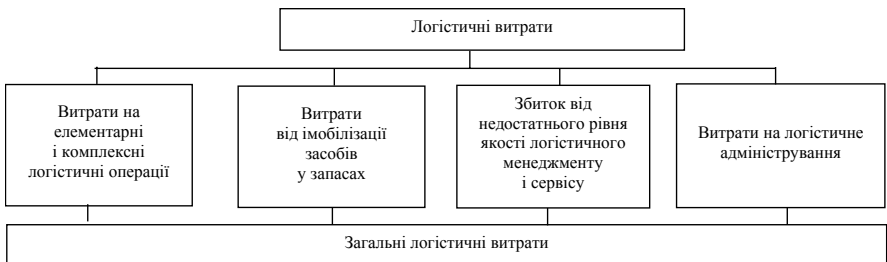 Логістичні витрати
Витрати на
елементарні
і комплексні
логістичні операції
Витрати
від імобілізації
засобів
у запасах
Збиток від
недостатнього рівня
якості логістичного
менеджменту
і сервісу
Витрати на логістичне
адміністрування
Загальні логістичні витрати